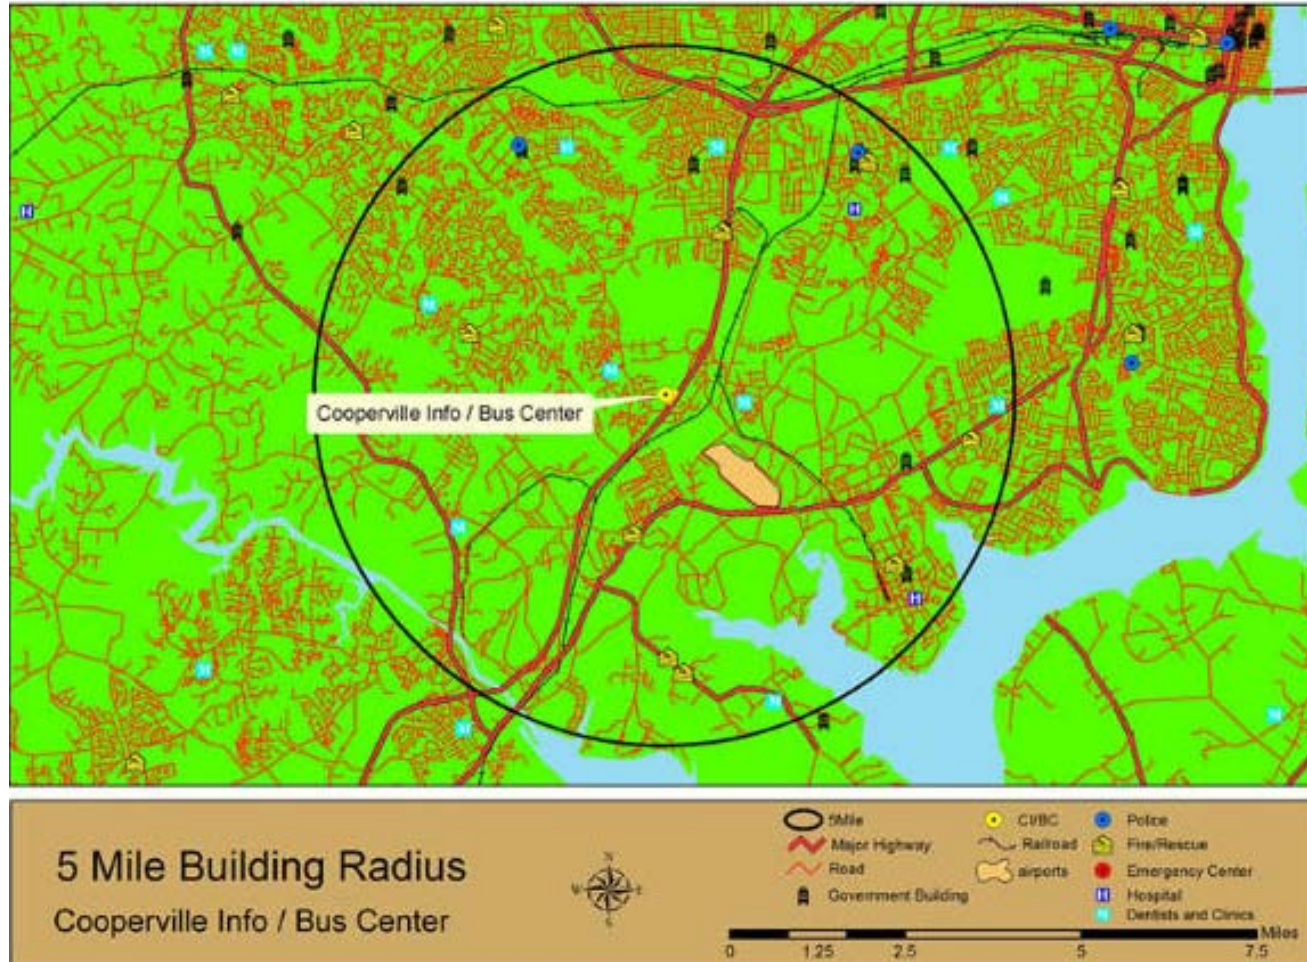 Cooperville Info / Bus Center
5 Mile Building Radius
Cooperville Info / Bus Center
N
W E
S
5Mile
Major Highway
Road
Government Building
CI/BC
Railroad
airports
Police
Fire/Rescue
Emergency Center
Hospital
Dentists and Clinics
Miles
0 1.25 2.5 5 7.5